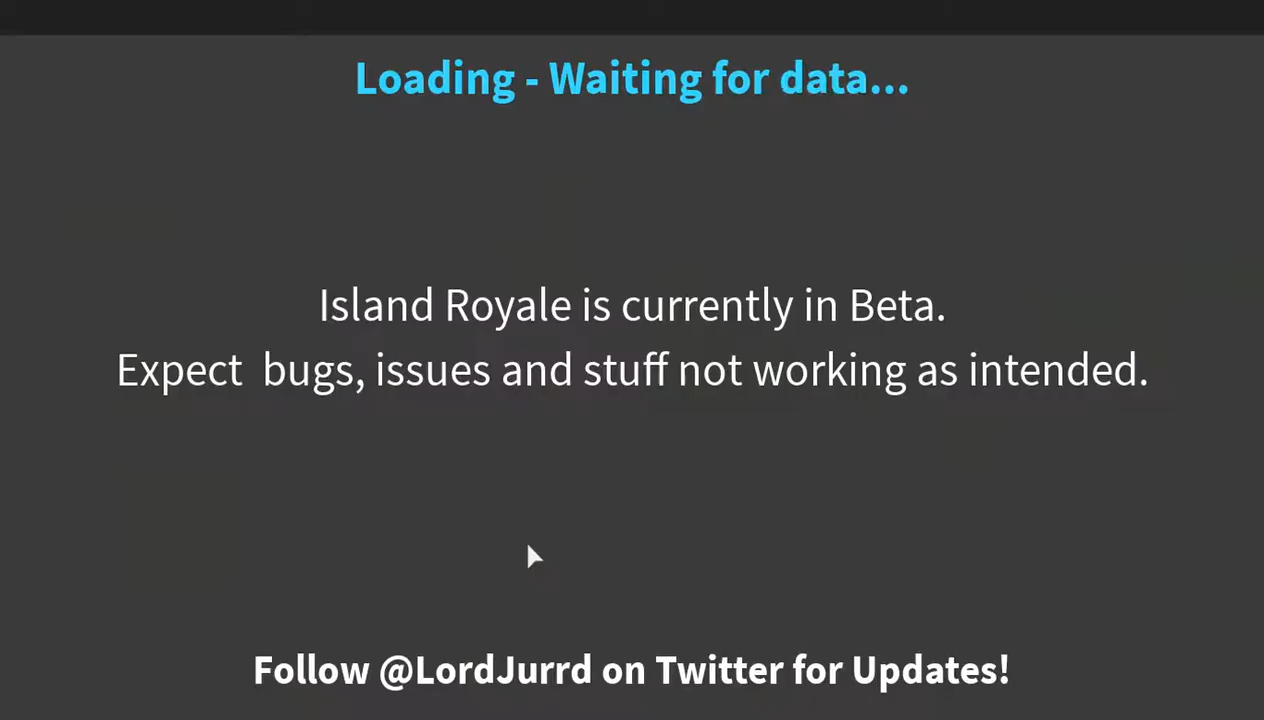 Loading - Waiting for data...
Island Royale is currently in Beta.
Expect  bugs, issues and stuff not working as intended.
Follow @LordJurrd on Twitter for Updates!